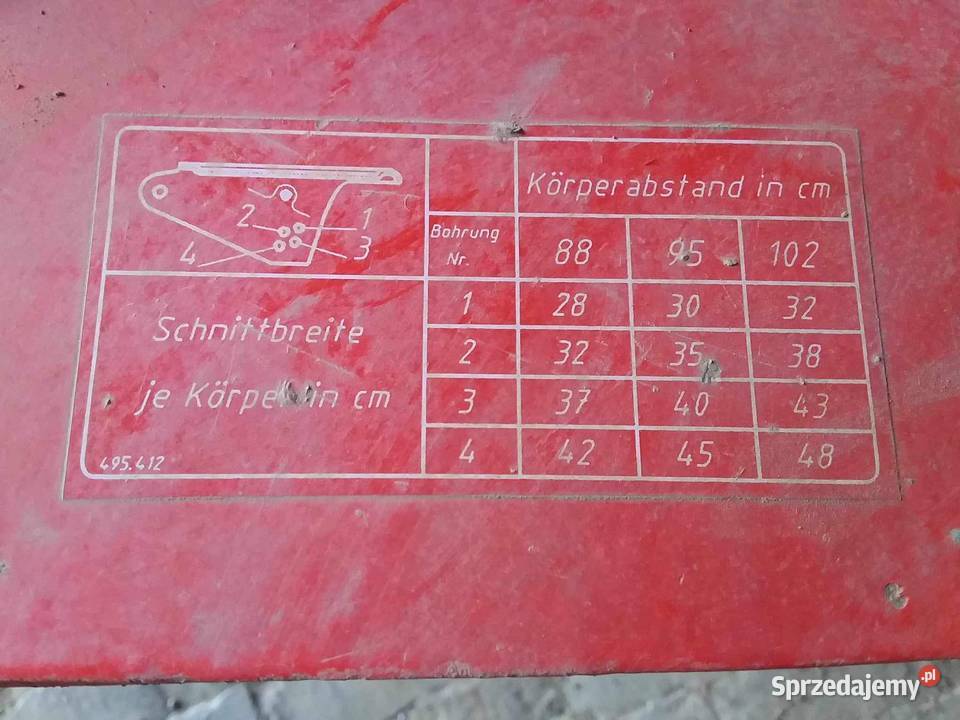 Körperabstand in cm
Bohrung Nr. 88 95 102
1 28 30 32
2 32 35 38
3 37 40 43
4 42 45 48
2 1
4 3
Schnittbreite
je Körper in cm
495.412
Sprzedajemy.pl